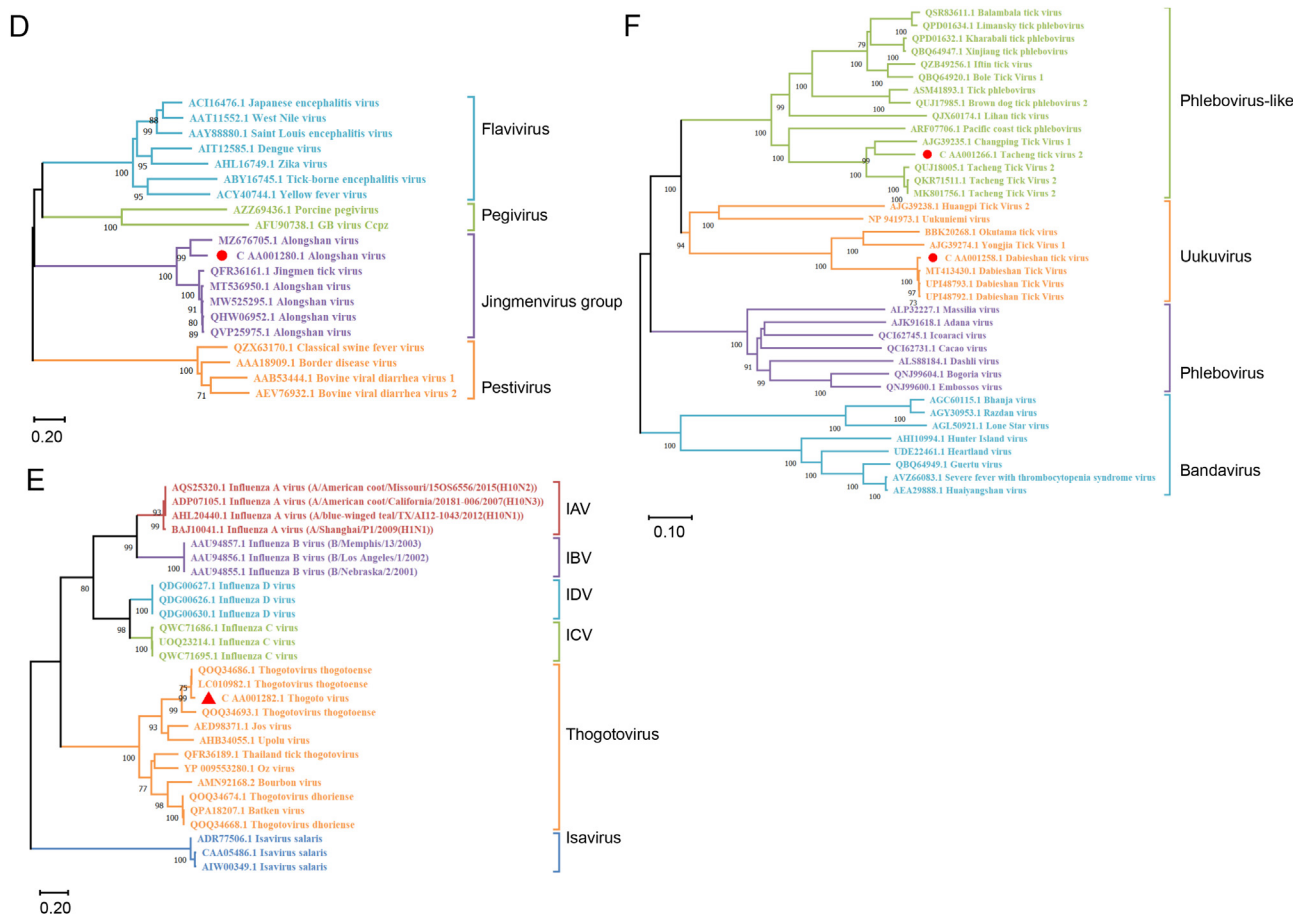 D
ACI16476.1 Japanese encephalitis virus
AAT11552.1 West Nile virus
88
99
AAY88880.1 Saint Louis encephalitis virus
AIT12585.1 Dengue virus
95
AHL16749.1 Zika virus
100
ABY16745.1 Tick-borne encephalitis virus
95
ACY40744.1 Yellow fever virus
Flavivirus
AZZ69436.1 Porcine pegivirus
100
AFU90738.1 GB virus Ccpz
Pegivirus
MZ676705.1 Alongshan virus
99
C AA001280.1 Alongshan virus
100
QFR36161.1 Jingmen tick virus
100
MT536950.1 Alongshan virus
MW525295.1 Alongshan virus
91
QHW06952.1 Alongshan virus
80
QVP25975.1 Alongshan virus
89
Jingmenvirus group
QZX63170.1 Classical swine fever virus
100
AAA18909.1 Border disease virus
AAB53444.1 Bovine viral diarrhea virus 1
71
AEV76932.1 Bovine viral diarrhea virus 2
Pestivirus
0.20
E
AQS25320.1 Influenza A virus (A/American coot/Missouri/15OS6556/2015(H10N2))
ADP07105.1 Influenza A virus (A/American coot/California/20181-006/2007(H10N3))
93
AHL20440.1 Influenza A virus (A/blue-winged teal/TX/AI12-1043/2012(H10N1))
99
BAJ10041.1 Influenza A virus (A/Shanghai/P1/2009(H1N1))
IAV
99
AAU94857.1 Influenza B virus (B/Memphis/13/2003)
AAU94856.1 Influenza B virus (B/Los Angeles/1/2002)
100
AAU94855.1 Influenza B virus (B/Nebraska/2/2001)
IBV
80
QDG00627.1 Influenza D virus
QDG00626.1 Influenza D virus
100
QDG00630.1 Influenza D virus
IDV
98
QWC71686.1 Influenza C virus
UOQ23214.1 Influenza C virus
100
QWC71695.1 Influenza C virus
ICV
QOQ34686.1 Thogotovirus thogotoense
LC010982.1 Thogotovirus thogotoense
75
99
C AA001282.1 Thogoto virus
99
QOQ34693.1 Thogotovirus thogotoense
93
AED98371.1 Jos virus
AHB34055.1 Upolu virus
100
QFR36189.1 Thailand tick thogotovirus
YP 009553280.1 Oz virus
77
AMN92168.2 Bourbon virus
98
QOQ34674.1 Thogotovirus dhoriense
QPA18207.1 Batken virus
100
QOQ34668.1 Thogotovirus dhoriense
Thogotovirus
ADR77506.1 Isavirus salaris
CAA05486.1 Isavirus salaris
100
AIW00349.1 Isavirus salaris
Isavirus
0.20
F
QSR83611.1 Balambala tick virus
100
QPD01634.1 Limansky tick phlebovirus
79
QPD01632.1 Kharabali tick phlebovirus
100
QBQ64947.1 Xinjiang tick phlebovirus
100
QZB49256.1 Iftin tick virus
100
QBQ64920.1 Bole Tick Virus 1
ASM41893.1 Tick phlebovirus
100
QUJ17985.1 Brown dog tick phlebovirus 2
99
QJX60174.1 Lihan tick virus
100
ARF07706.1 Pacific coast tick phlebovirus
AJG39235.1 Changping Tick Virus 1
99
C AA001266.1 Tacheng tick virus 2
100
QUJ18005.1 Tacheng Tick Virus 2
QKR71511.1 Tacheng Tick Virus 2
100
MK801756.1 Tacheng Tick Virus 2
Phlebovirus-like
100
AJG39238.1 Huangpi Tick Virus 2
NP 941973.1 Uukuniemi virus
100
94
BBK20268.1 Okutama tick virus
100
AJG39274.1 Yongjia Tick Virus 1
C AA001258.1 Dabieshan tick virus
100
MT413430.1 Dabieshan Tick Virus
100
UPI48793.1 Dabieshan Tick Virus
97
UPI48792.1 Dabieshan Tick Virus
73
Uukuvirus
ALP32227.1 Massilia virus
AJK91618.1 Adana virus
100
QCI62745.1 Icoaraci virus
QCI62731.1 Cacao virus
91
ALS88184.1 Dashli virus
99
QNJ99604.1 Bogoria virus
100
QNJ99600.1 Embossos virus
Phlebovirus
100
AGC60115.1 Bhanja virus
AGY30953.1 Razdan virus
100
100
AGL50921.1 Lone Star virus
100
AHI10994.1 Hunter Island virus
100
UDE22461.1 Heartland virus
100
QBQ64949.1 Guertu virus
100
AVZ66083.1 Severe fever with thrombocytopenia syndrome virus
100
AEA29888.1 Huaiyangshan virus
Bandavirus
0.10